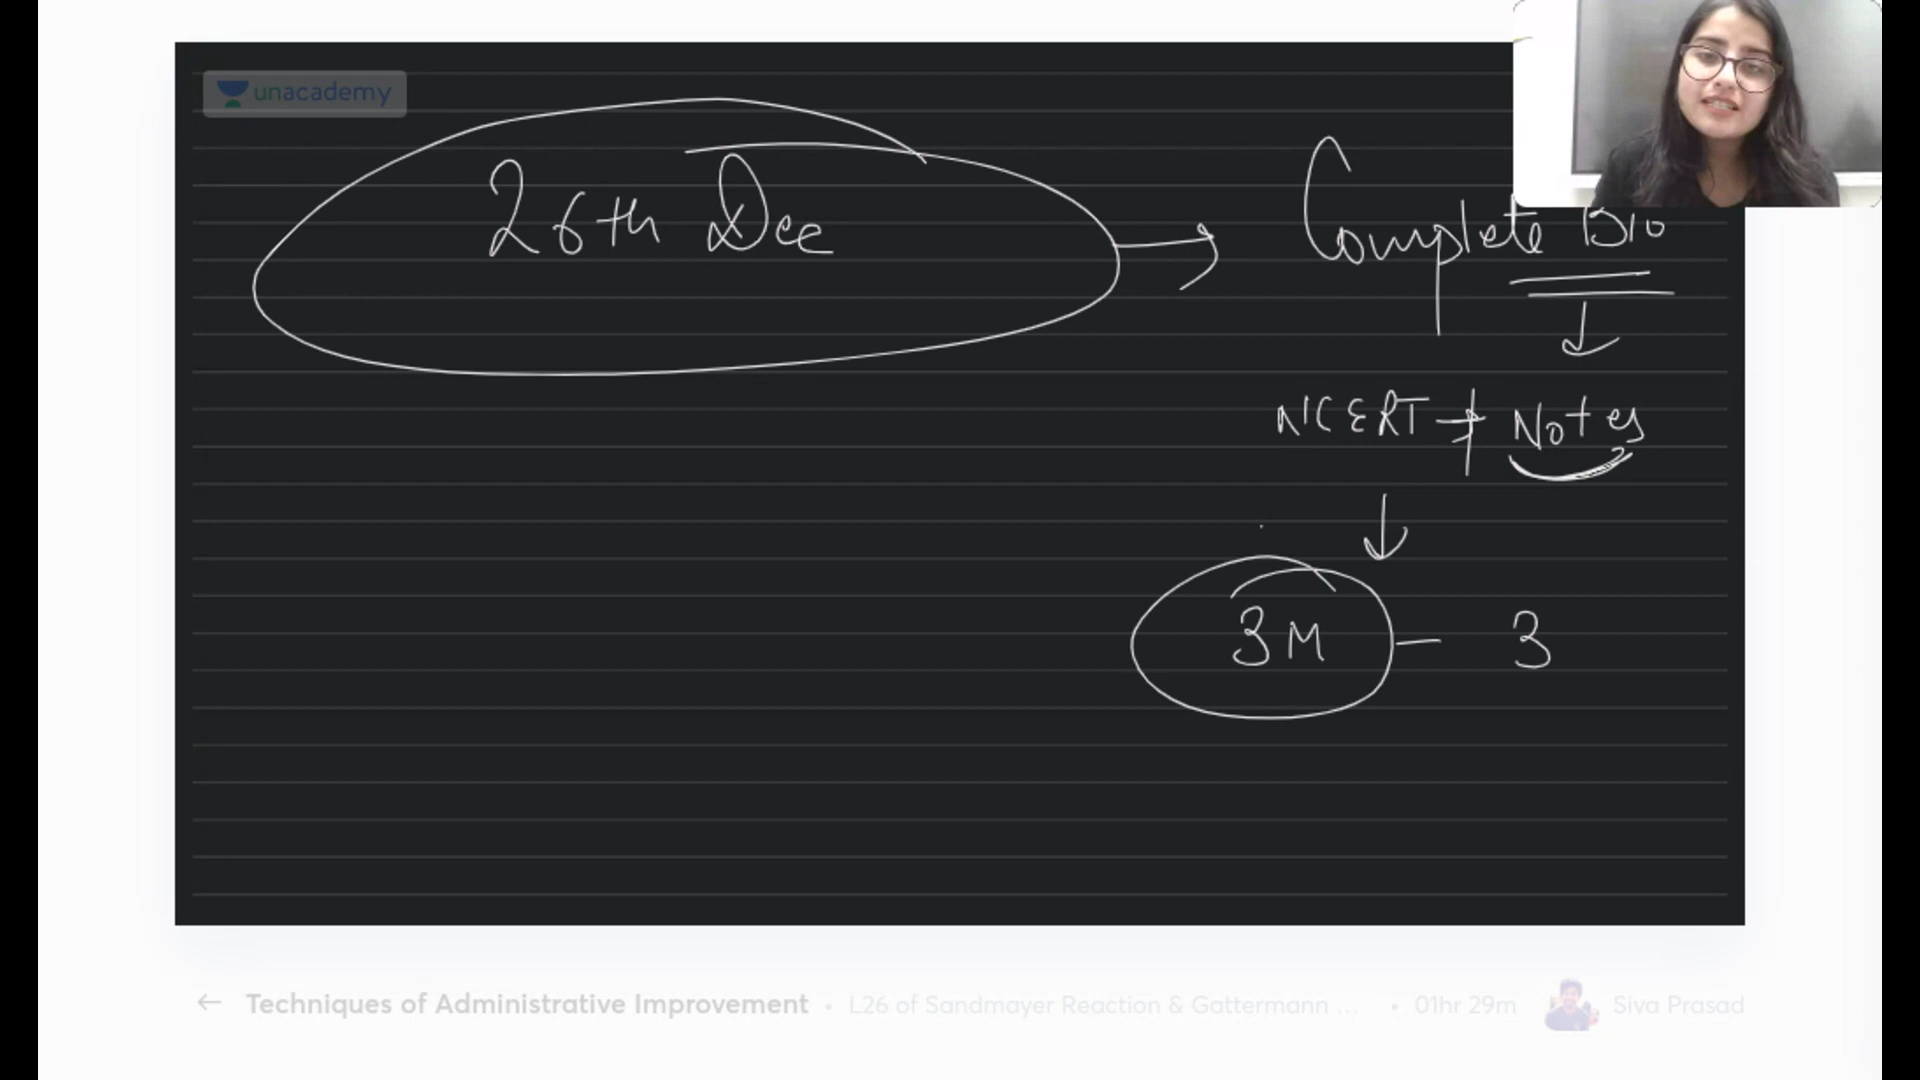 unacademy
26th Dec → Complete Bio
NCERT + Notes
3M – 3
Techniques of Administrative Improvement • L26 of Sandmayer Reaction & Gattermann ... • 01hr 29m Siva Prasad